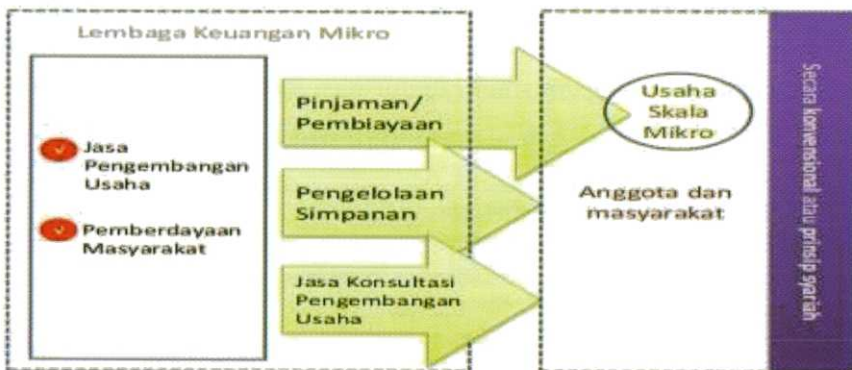 Lembaga Keuangan Mikro
Jasa
Pengembangan
Usaha
Pemberdayaan
Masyarakat
Pinjaman/
Pembiayaan
Pengelolaan
Simpanan
Jasa Konsultasi
Pengembangan
Usaha
Usaha
Skala
Mikro
Anggota dan
masyarakat
Secara konvensional atau prinsip syariah